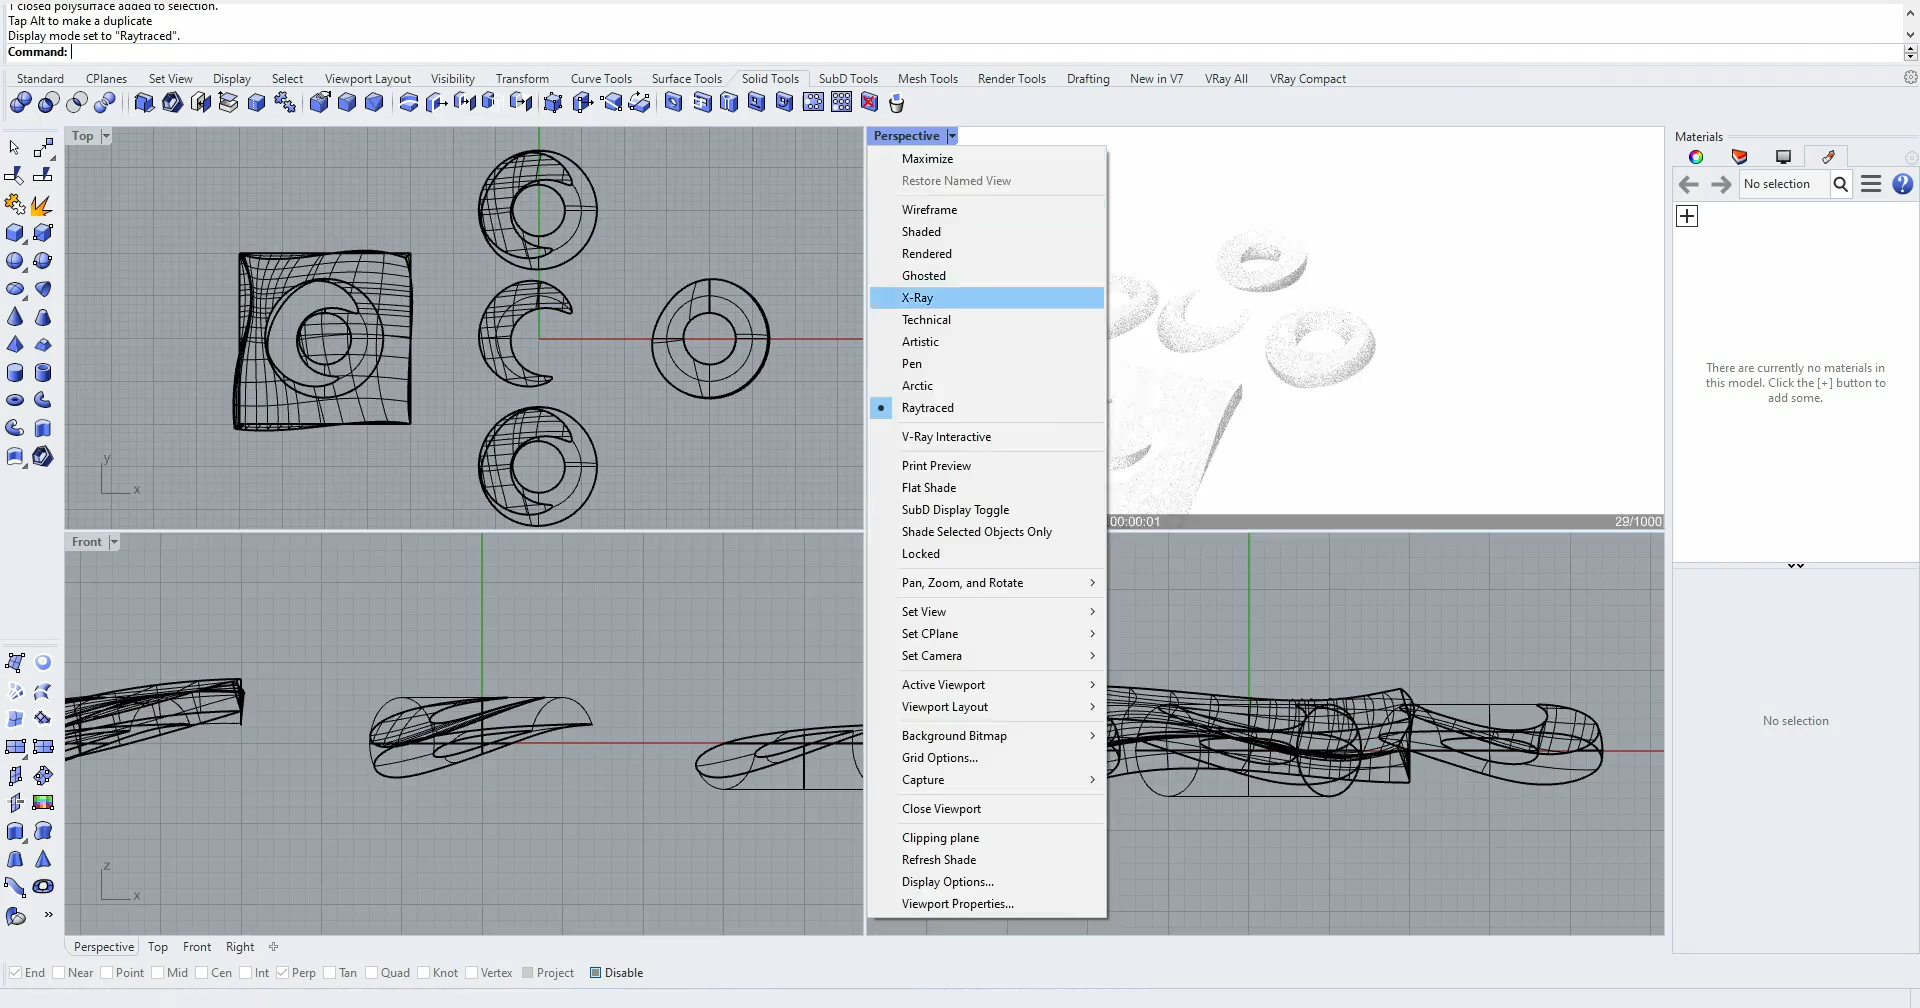 1 closed polysurface added to selection.
Tap Alt to make a duplicate
Display mode set to "Raytraced".
Command:
Standard CPlanes Set View Display Select Viewport Layout Visibility Transform Curve Tools Surface Tools Solid Tools SubD Tools Mesh Tools Render Tools Drafting New in V7 VRay All VRay Compact
Top
Perspective
Maximize
Restore Named View
Wireframe
Shaded
Rendered
Ghosted
X-Ray
Technical
Artistic
Pen
Arctic
Raytraced
V-Ray Interactive
Print Preview
Flat Shade
SubD Display Toggle
Shade Selected Objects Only
Locked
Pan, Zoom, and Rotate
Set View
Set CPlane
Set Camera
Active Viewport
Viewport Layout
Background Bitmap
Grid Options...
Capture
Close Viewport
Clipping plane
Refresh Shade
Display Options...
Viewport Properties...
00:00:01 29/1000
y
x
Front
z
x
Materials
No selection
?
There are currently no materials in
this model. Click the [+] button to
add some.
No selection
Perspective Top Front Right
End Near Point Mid Cen Int Perp Tan Quad Knot Vertex Project Disable